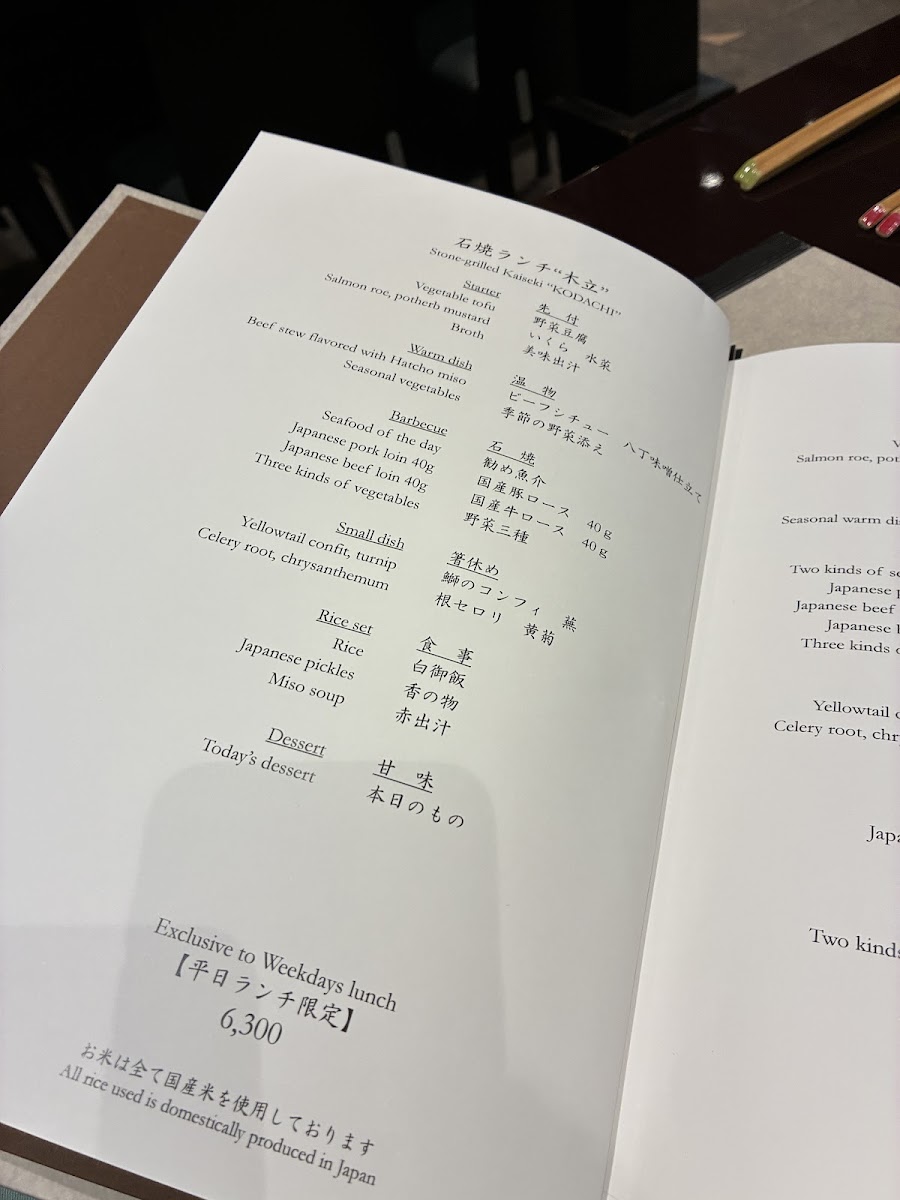 石焼ランチ“木立”
Stone-grilled Kaiseki “KODACHI”
Starter
Vegetable tofu
Salmon roe, potherb mustard
Broth
先 付
野菜豆腐
いくら 水菜
美味出汁
Warm dish
Beef stew flavored with Hatcho miso
Seasonal vegetables
温 物
ビーフシチュー 八丁味噌仕立て
季節の野菜添え
Barbecue
Seafood of the day
Japanese pork loin 40g
Japanese beef loin 40g
Three kinds of vegetables
石 焼
勧め魚介
国産豚ロース 40g
国産牛ロース 40g
野菜三種
Small dish
Yellowtail confit, turnip
Celery root, chrysanthemum
箸休め
鰤のコンフィ 蕪
根セロリ 黄菊
Rice set
Rice
Japanese pickles
Miso soup
食 事
白御飯
香の物
赤出汁
Dessert
Today’s dessert
甘 味
本日のもの
Exclusive to Weekdays lunch
【平日ランチ限定】
6,300
お米は全て国産米を使用しております
All rice used is domestically produced in Japan
Salmon roe,
Seasonal warm
Two kinds of
Japanese
Japanese beef
Japanese
Three kinds
Yellowtail
Celery root,
Two kinds